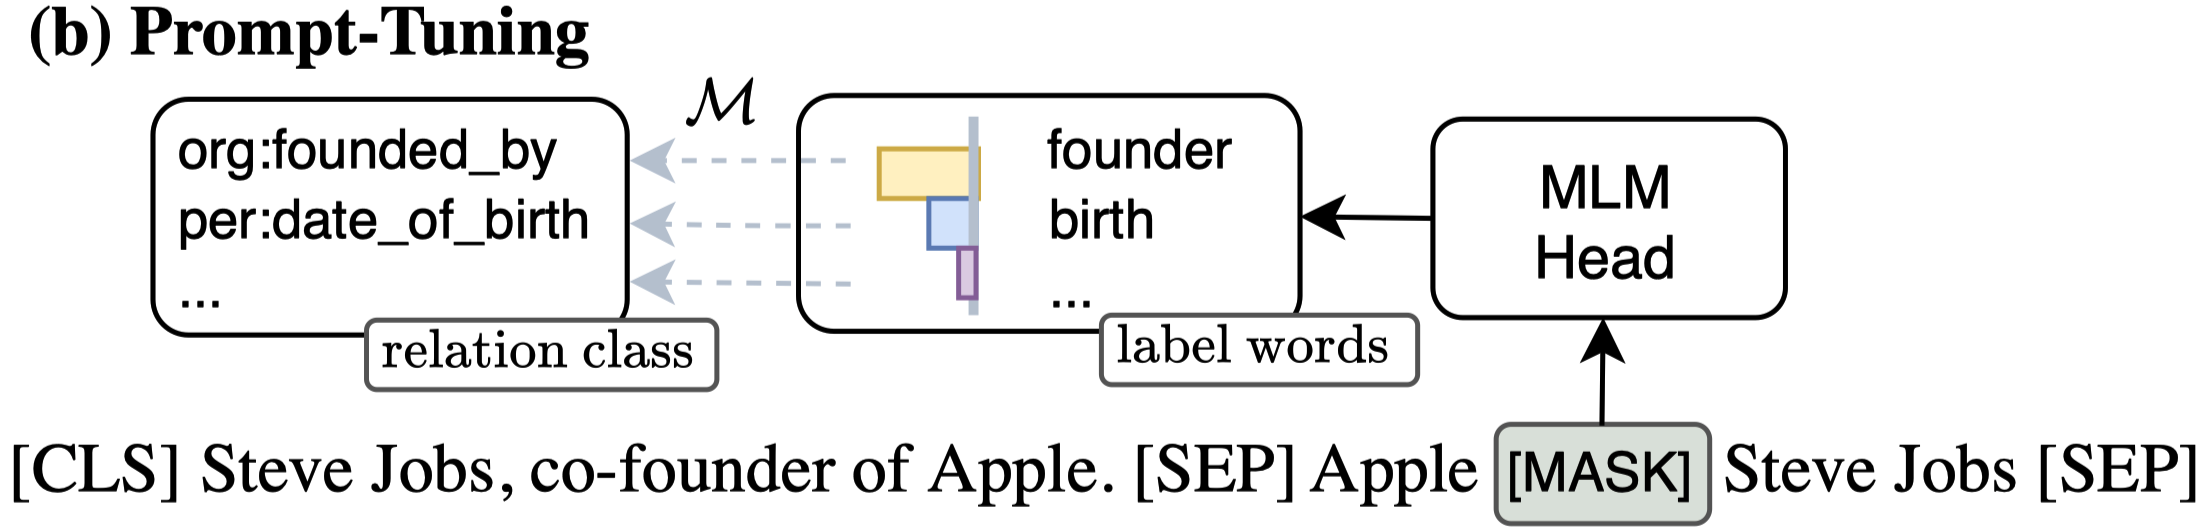 (b) Prompt-Tuning
ℳ
org:founded_by
per:date_of_birth
...
relation class
founder
birth
...
label words
MLM
Head
[CLS] Steve Jobs, co-founder of Apple. [SEP] Apple [MASK] Steve Jobs [SEP]